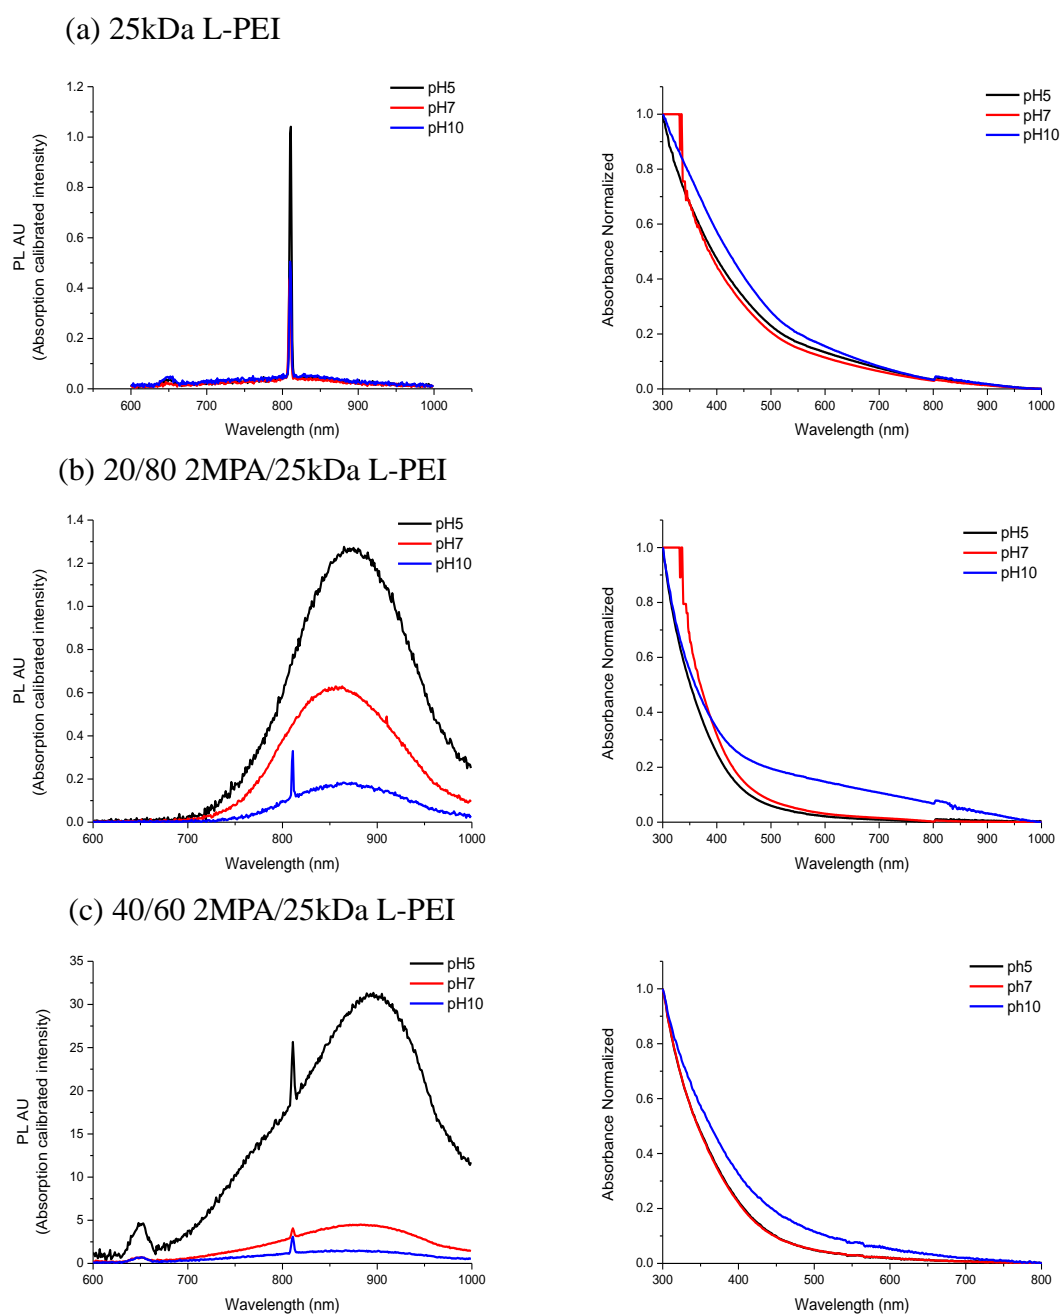 (a) 25kDa L-PEI
PL AU
(Absorption calibrated intensity)
1.2
1.0
0.8
0.6
0.4
0.2
0.0
600 700 800 900 1000
Wavelength (nm)
pH5
pH7
pH10
Absorbance Normalized
1.0
0.8
0.6
0.4
0.2
0.0
300 400 500 600 700 800 900 1000
Wavelength (nm)
pH5
pH7
pH10
(b) 20/80 2MPA/25kDa L-PEI
PL AU
(Absorption calibrated intensity)
1.4
1.2
1.0
0.8
0.6
0.4
0.2
0.0
600 700 800 900 1000
Wavelength (nm)
pH5
pH7
pH10
Absorbance Normalized
1.0
0.8
0.6
0.4
0.2
0.0
300 400 500 600 700 800 900 1000
Wavelength (nm)
pH5
pH7
pH10
(c) 40/60 2MPA/25kDa L-PEI
PL AU
(Absorption calibrated intensity)
35
30
25
20
15
10
5
0
600 700 800 900 1000
Wavelength (nm)
pH5
pH7
pH10
Absorbance Normalized
1.0
0.8
0.6
0.4
0.2
0.0
300 400 500 600 700 800
Wavelength (nm)
ph5
ph7
ph10